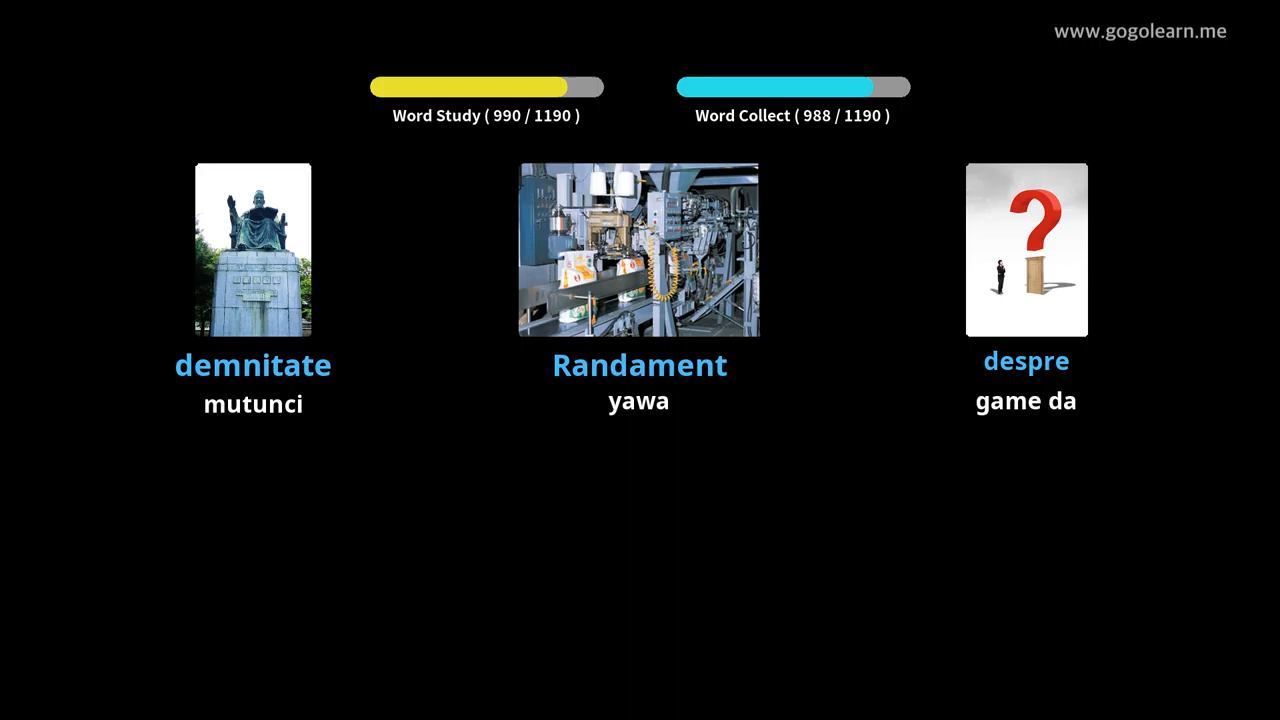 www.gogolearn.me
Word Study ( 990 / 1190 )
Word Collect ( 988 / 1190 )
demnitate
mutunci
Randament
yawa
despre
game da